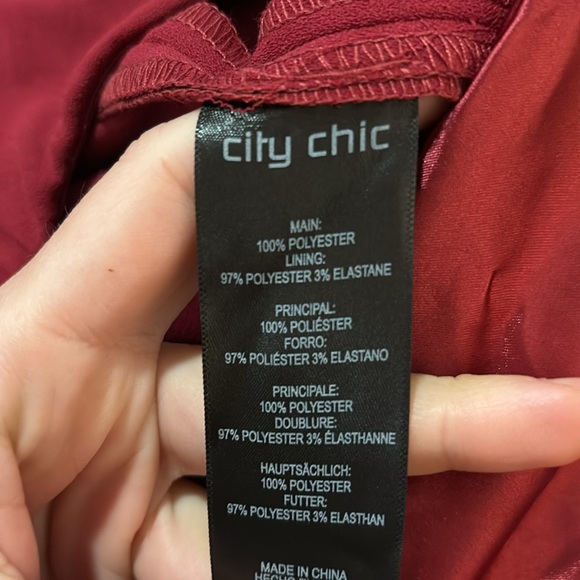 city chic
MAIN:
100% POLYESTER
LINING:
97% POLYESTER 3% ELASTANE
PRINCIPAL:
100% POLIÉSTER
FORRO:
97% POLIÉSTER 3% ELASTANO
PRINCIPALE:
100% POLYESTER
DOUBLURE:
97% POLYESTER 3% ÉLASTHANNE
HAUPTSÄCHLICH:
100% POLYESTER
FUTTER:
97% POLYESTER 3% ELASTHAN
MADE IN CHINA
HECHO